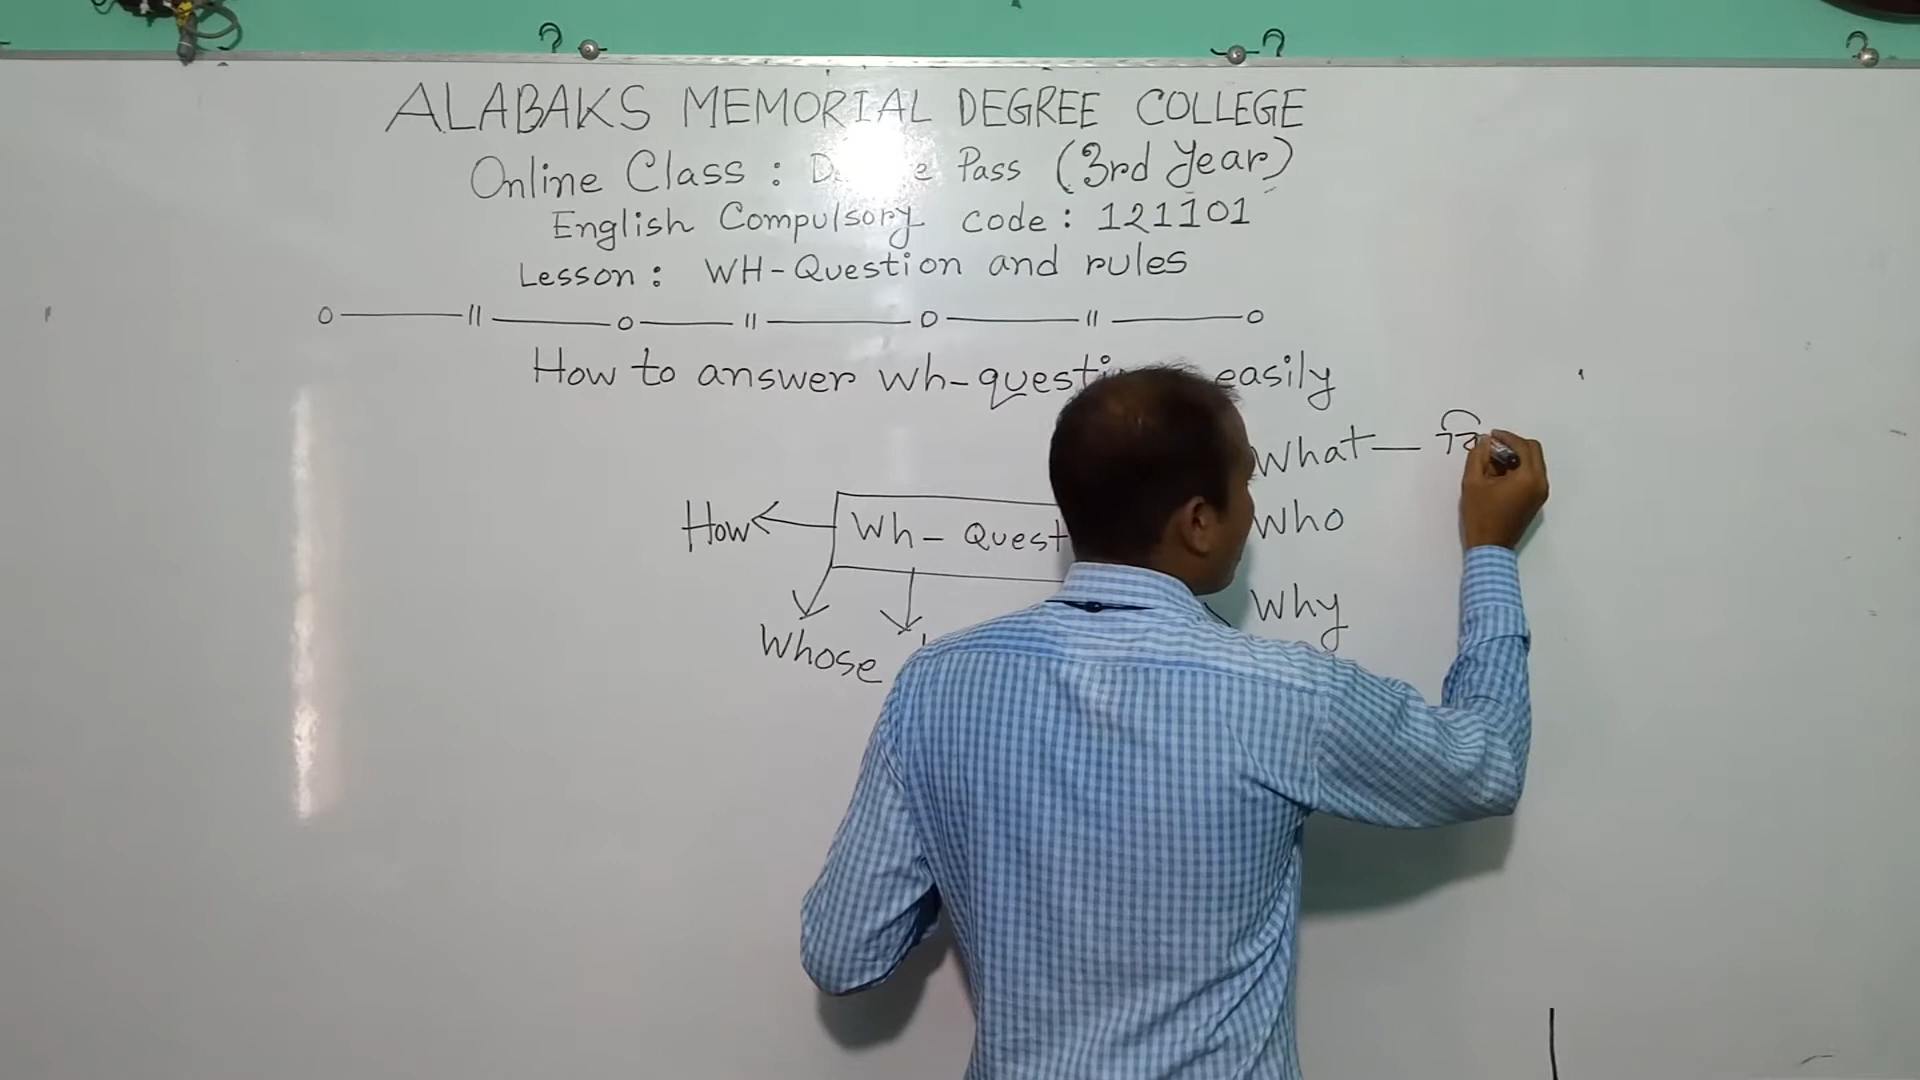 ALABAKS MEMORIAL DEGREE COLLEGE
Online Class : Pass (3rd Year)
English Compulsory code : 121101
Lesson : WH-Question and rules
How to answer wh- easily
What —
Who
How
Wh-
Why
Whose